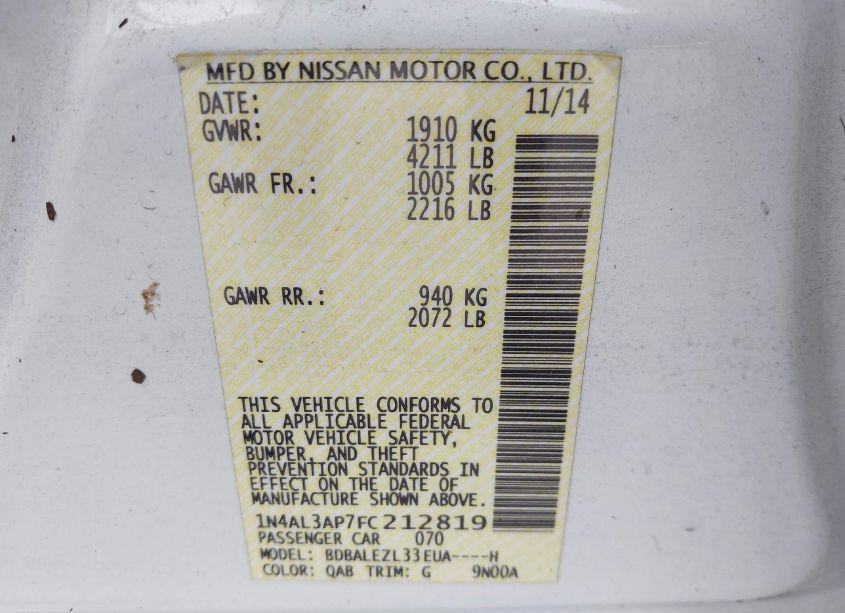 MFD BY NISSAN MOTOR CO., LTD.
DATE: 11/14
GVWR: 1910 KG
4211 LB
GAWR FR.: 1005 KG
2216 LB
GAWR RR.: 940 KG
2072 LB
THIS VEHICLE CONFORMS TO
ALL APPLICABLE FEDERAL
MOTOR VEHICLE SAFETY,
BUMPER, AND THEFT
PREVENTION STANDARDS IN
EFFECT ON THE DATE OF
MANUFACTURE SHOWN ABOVE.
1N4AL3AP7FC212819
PASSENGER CAR 070
MODEL: BDBALEZL33EUA----H
COLOR: QAB TRIM: G 9N00A